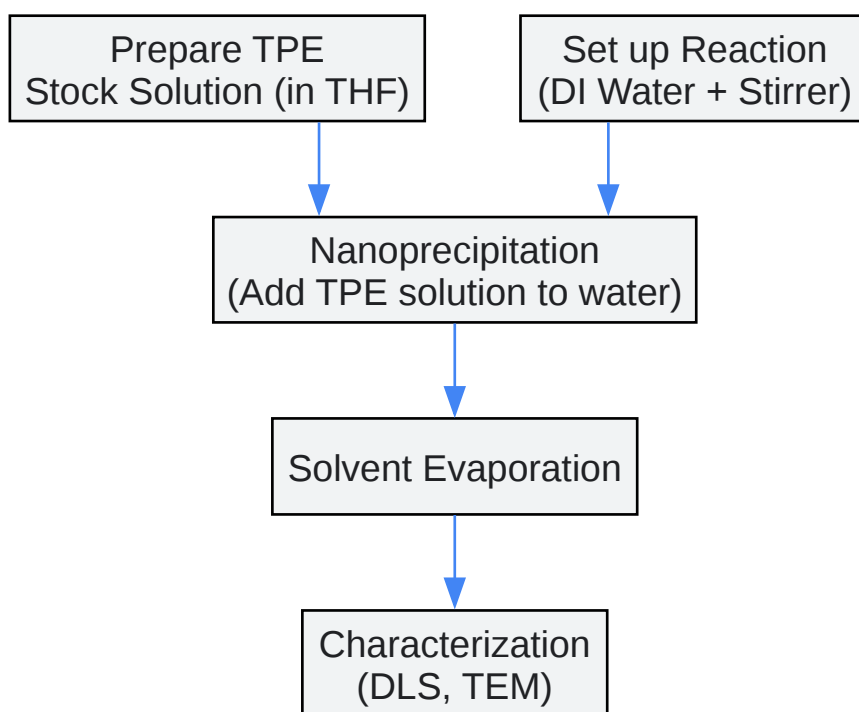 Prepare TPE
Stock Solution (in THF)
Set up Reaction
(DI Water + Stirrer)
Nanoprecipitation
(Add TPE solution to water)
Solvent Evaporation
Characterization
(DLS, TEM)